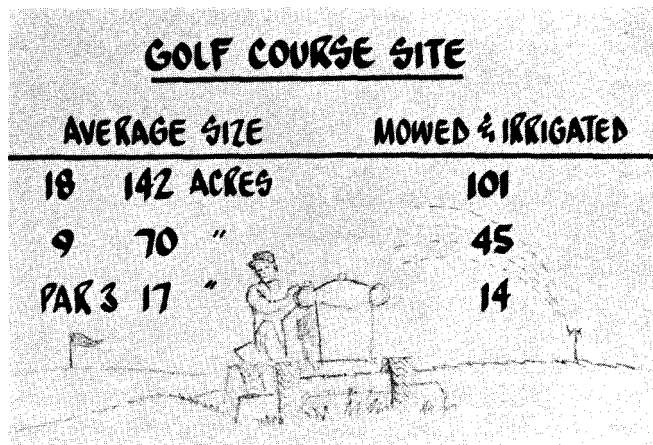 GOLF COURSE SITE
AVERAGE SIZE MOWED & IRRIGATED
18 142 ACRES 101
9 70 " 45
PAR 3 17 " 14